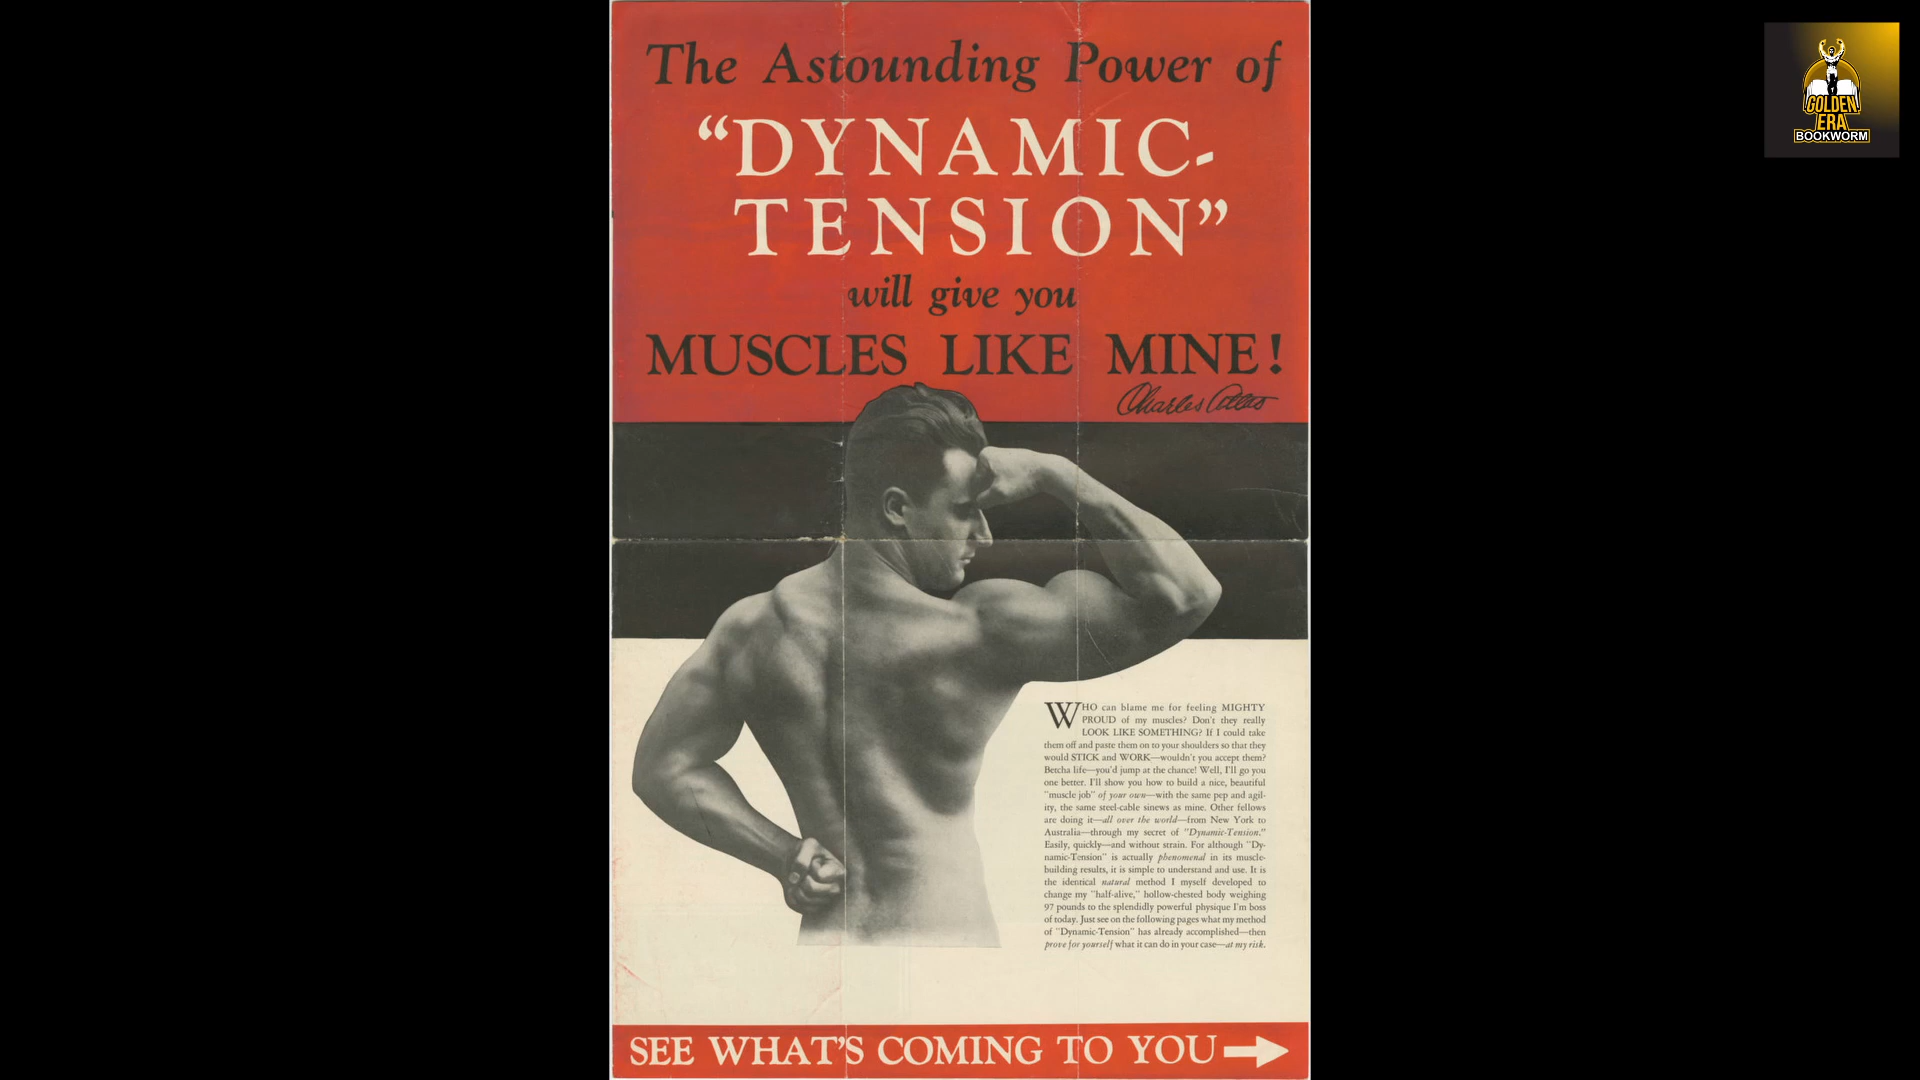 The Astounding Power of
“DYNAMIC-
TENSION”
will give you
MUSCLES LIKE MINE!
Charles Atlas
WHO can blame me for feeling MIGHTY
PROUD of my muscles? Don't they really
LOOK LIKE SOMETHING? If I could take
them off and paste them on to your shoulders so that they
would STICK and WORK—wouldn't you accept them?
Betcha life—you'd jump at the chance! Well, I'll go you
one better. I'll show you how to build a nice, beautiful
"muscle job" of your own—with the same pep and agil-
ity, the same steel-cable sinews as mine. Other fellows
are doing it—all over the world—from New York to
Australia—through my secret of "Dynamic-Tension."
Easily, quickly—and without strain. For although "Dy-
namic-Tension" is actually phenomenal in its muscle-
building results, it is simple to understand and use. It is
the identical natural method I myself developed to
change my "half-alive," hollow-chested body weighing
97 pounds to the splendidly powerful physique I'm boss
of today. Just see on the following pages what my method
of "Dynamic-Tension" has already accomplished—then
prove for yourself what it can do in your case—at my risk.
SEE WHAT'S COMING TO YOU
GOLDEN
ERA
BOOKWORM